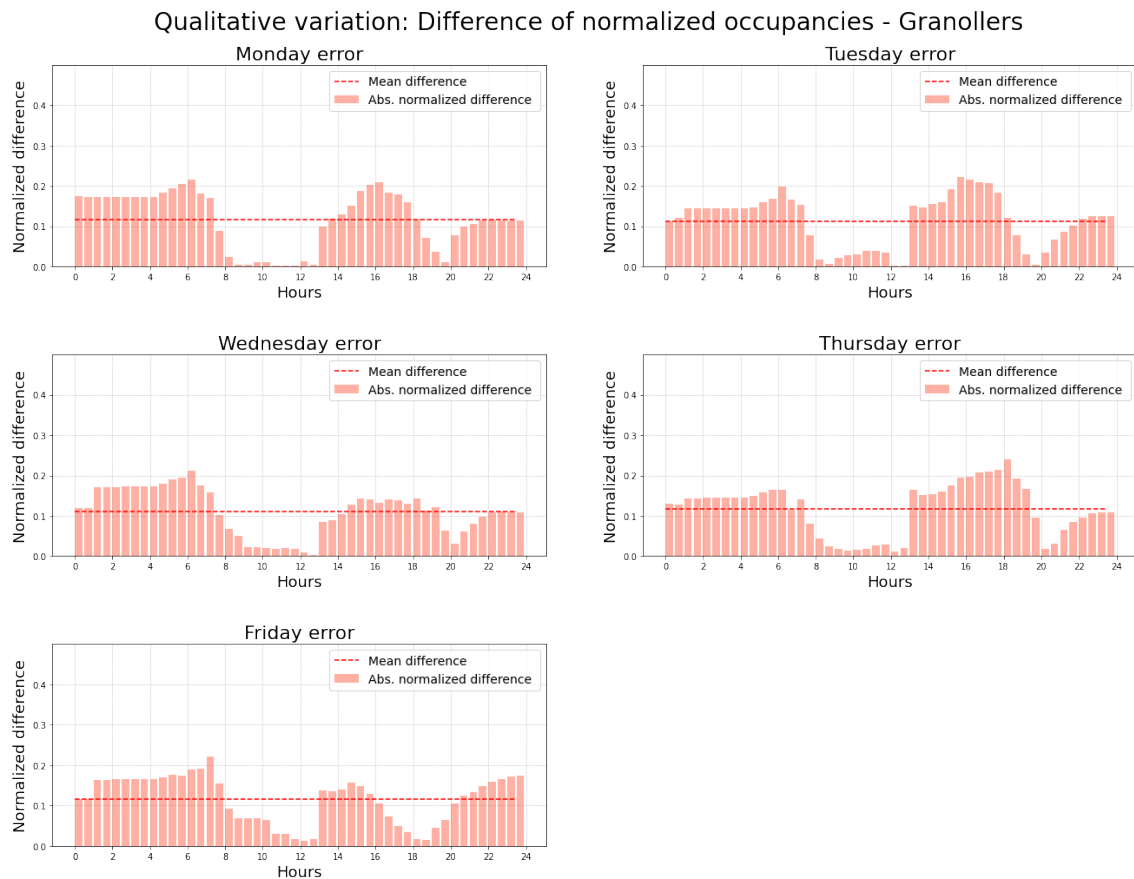 Qualitative variation: Difference of normalized occupancies - Granollers
Monday error
Normalized difference
0.4
0.3
0.2
0.1
0.0
Mean difference
Abs. normalized difference
0 2 4 6 8 10 12 14 16 18 20 22 24
Hours
Tuesday error
Normalized difference
0.4
0.3
0.2
0.1
0.0
Mean difference
Abs. normalized difference
0 2 4 6 8 10 12 14 16 18 20 22 24
Hours
Wednesday error
Normalized difference
0.4
0.3
0.2
0.1
0.0
Mean difference
Abs. normalized difference
0 2 4 6 8 10 12 14 16 18 20 22 24
Hours
Thursday error
Normalized difference
0.4
0.3
0.2
0.1
0.0
Mean difference
Abs. normalized difference
0 2 4 6 8 10 12 14 16 18 20 22 24
Hours
Friday error
Normalized difference
0.4
0.3
0.2
0.1
0.0
Mean difference
Abs. normalized difference
0 2 4 6 8 10 12 14 16 18 20 22 24
Hours